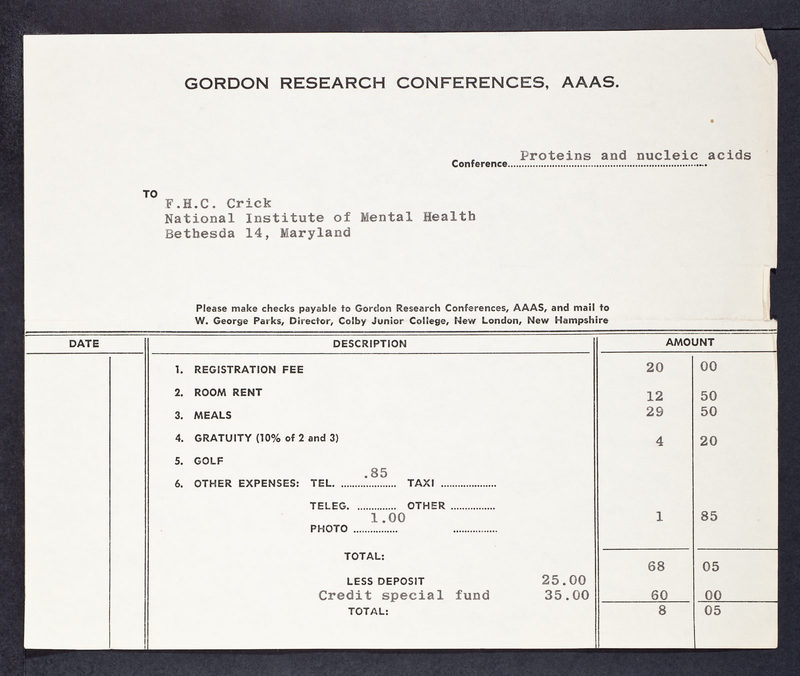 GORDON RESEARCH CONFERENCES, AAAS.
Conference Proteins and nucleic acids
TO
F.H.C. Crick
National Institute of Mental Health
Bethesda 14, Maryland
Please make checks payable to Gordon Research Conferences, AAAS, and mail to
W. George Parks, Director, Colby Junior College, New London, New Hampshire
DATE DESCRIPTION AMOUNT
1. REGISTRATION FEE 20 00
2. ROOM RENT 12 50
3. MEALS 29 50
4. GRATUITY (10% of 2 and 3) 4 20
5. GOLF
6. OTHER EXPENSES: TEL. .85 TAXI
TELEG. OTHER
PHOTO 1.00 1 85
TOTAL: 68 05
LESS DEPOSIT 25.00
Credit special fund 35.00 60 00
TOTAL: 8 05